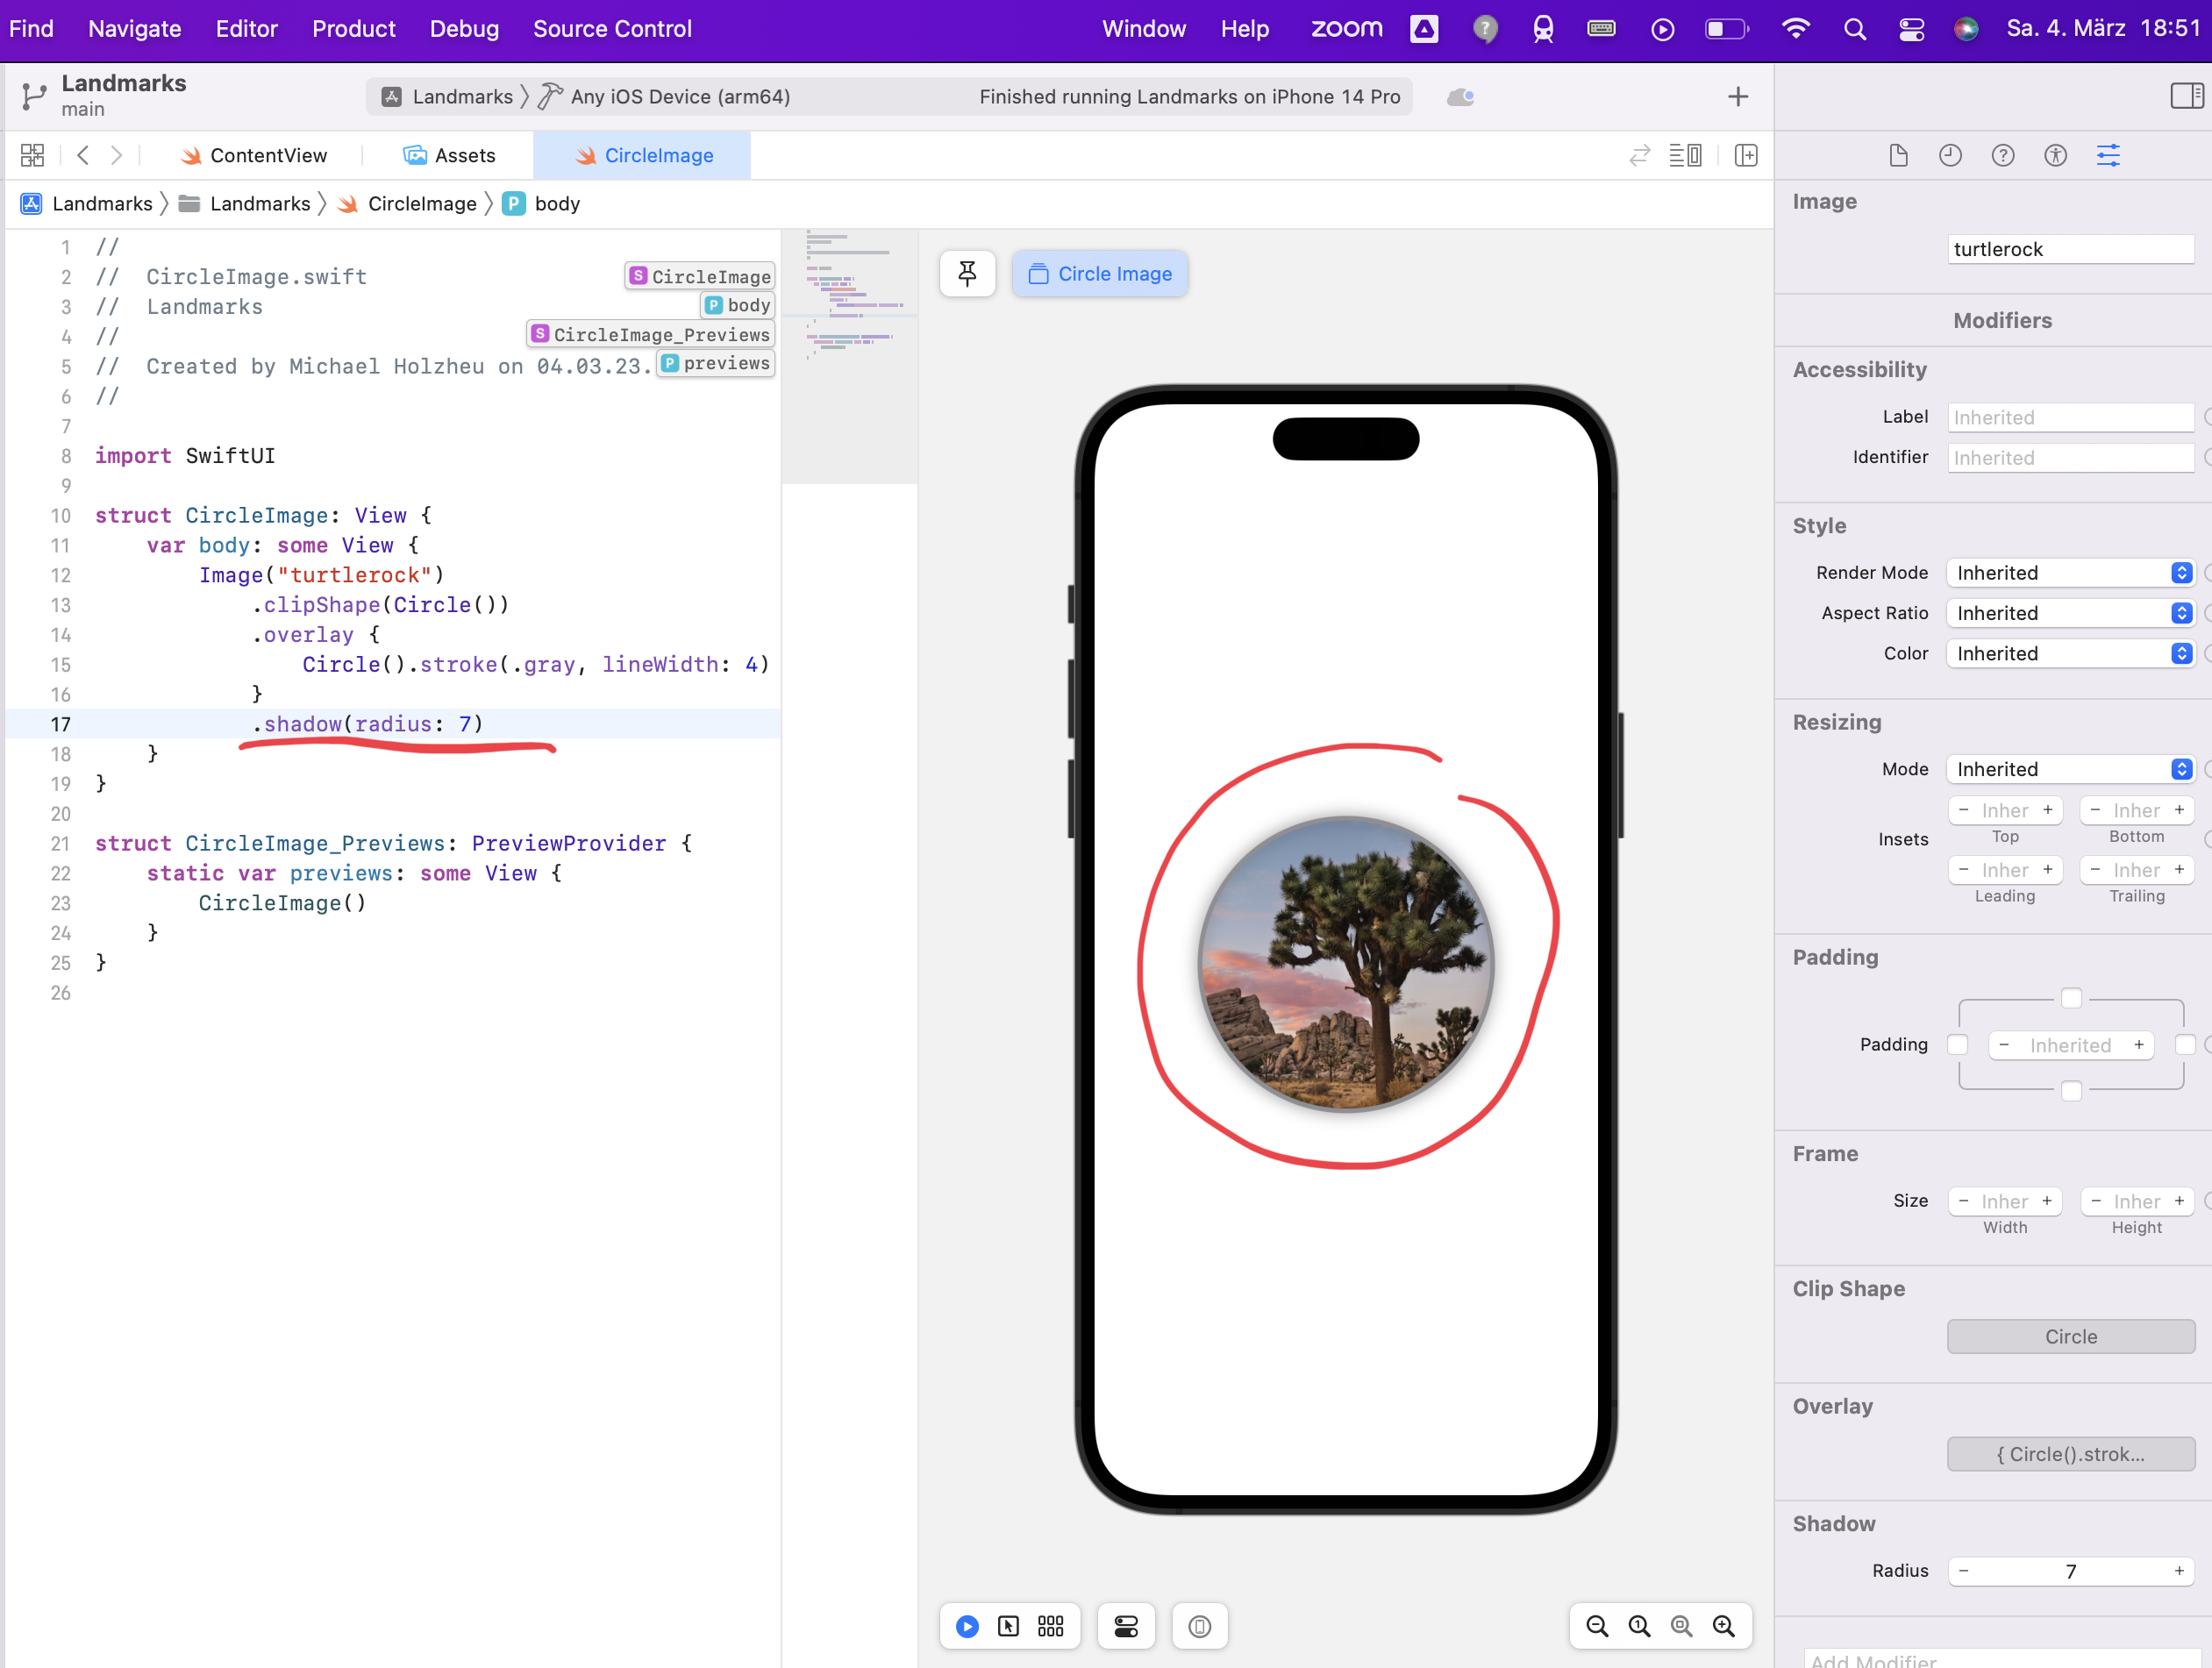 Find Navigate Editor Product Debug Source Control Window Help zoom Sa. 4. März 18:51
Landmarks
main
Landmarks Any iOS Device (arm64) Finished running Landmarks on iPhone 14 Pro
ContentView Assets CircleImage
Landmarks Landmarks CircleImage P body
1 //
2 // CircleImage.swift
3 // Landmarks
4 //
5 // Created by Michael Holzheu on 04.03.23.
6 //
7
8 import SwiftUI
9
10 struct CircleImage: View {
11 var body: some View {
12 Image("turtlerock")
13 .clipShape(Circle())
14 .overlay {
15 Circle().stroke(.gray, lineWidth: 4)
16 }
17 .shadow(radius: 7)
18 }
19 }
20
21 struct CircleImage_Previews: PreviewProvider {
22 static var previews: some View {
23 CircleImage()
24 }
25 }
26
S CircleImage
P body
S CircleImage_Previews
P previews
Circle Image
Image
turtlerock
Modifiers
Accessibility
Label Inherited
Identifier Inherited
Style
Render Mode Inherited
Aspect Ratio Inherited
Color Inherited
Resizing
Mode Inherited
Insets
− Inher + − Inher +
Top Bottom
− Inher + − Inher +
Leading Trailing
Padding
Padding − Inherited +
Frame
Size − Inher + − Inher +
Width Height
Clip Shape
Circle
Overlay
{ Circle().strok...
Shadow
Radius − 7 +
Add Modifier